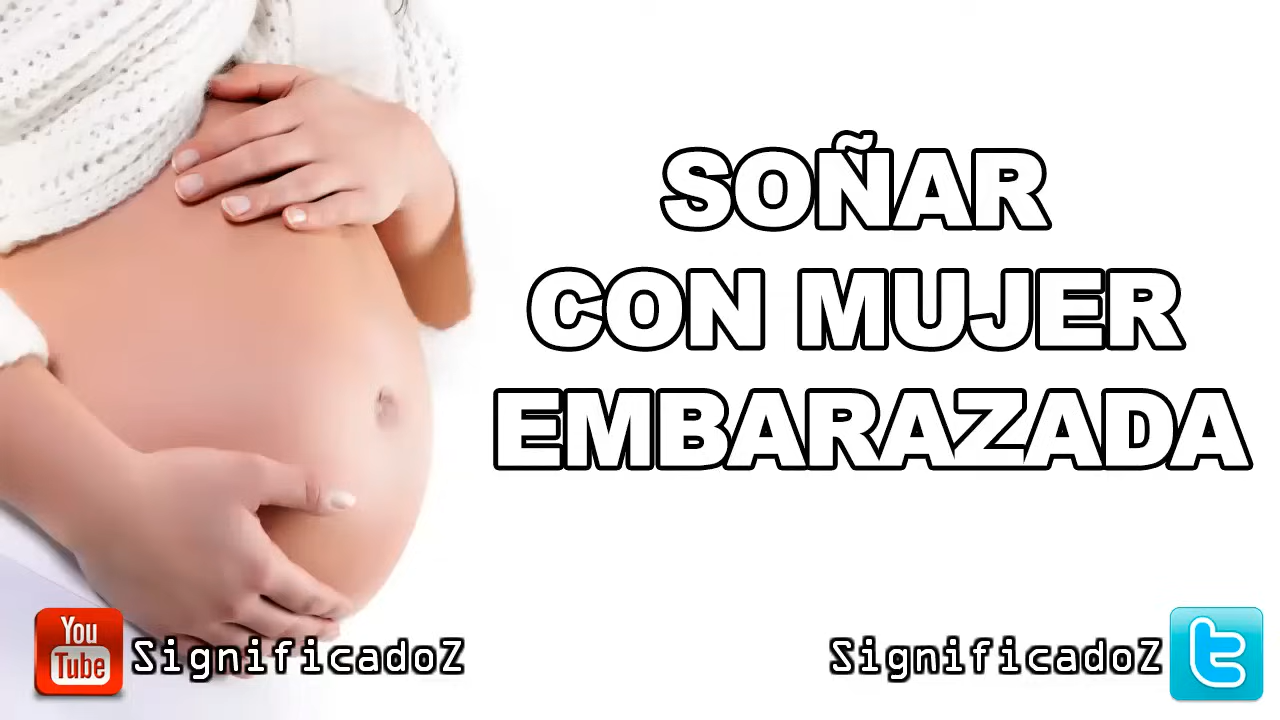 SOÑAR
CON MUJER
EMBARAZADA
You
Tube
SignificadoZ
SignificadoZ
t